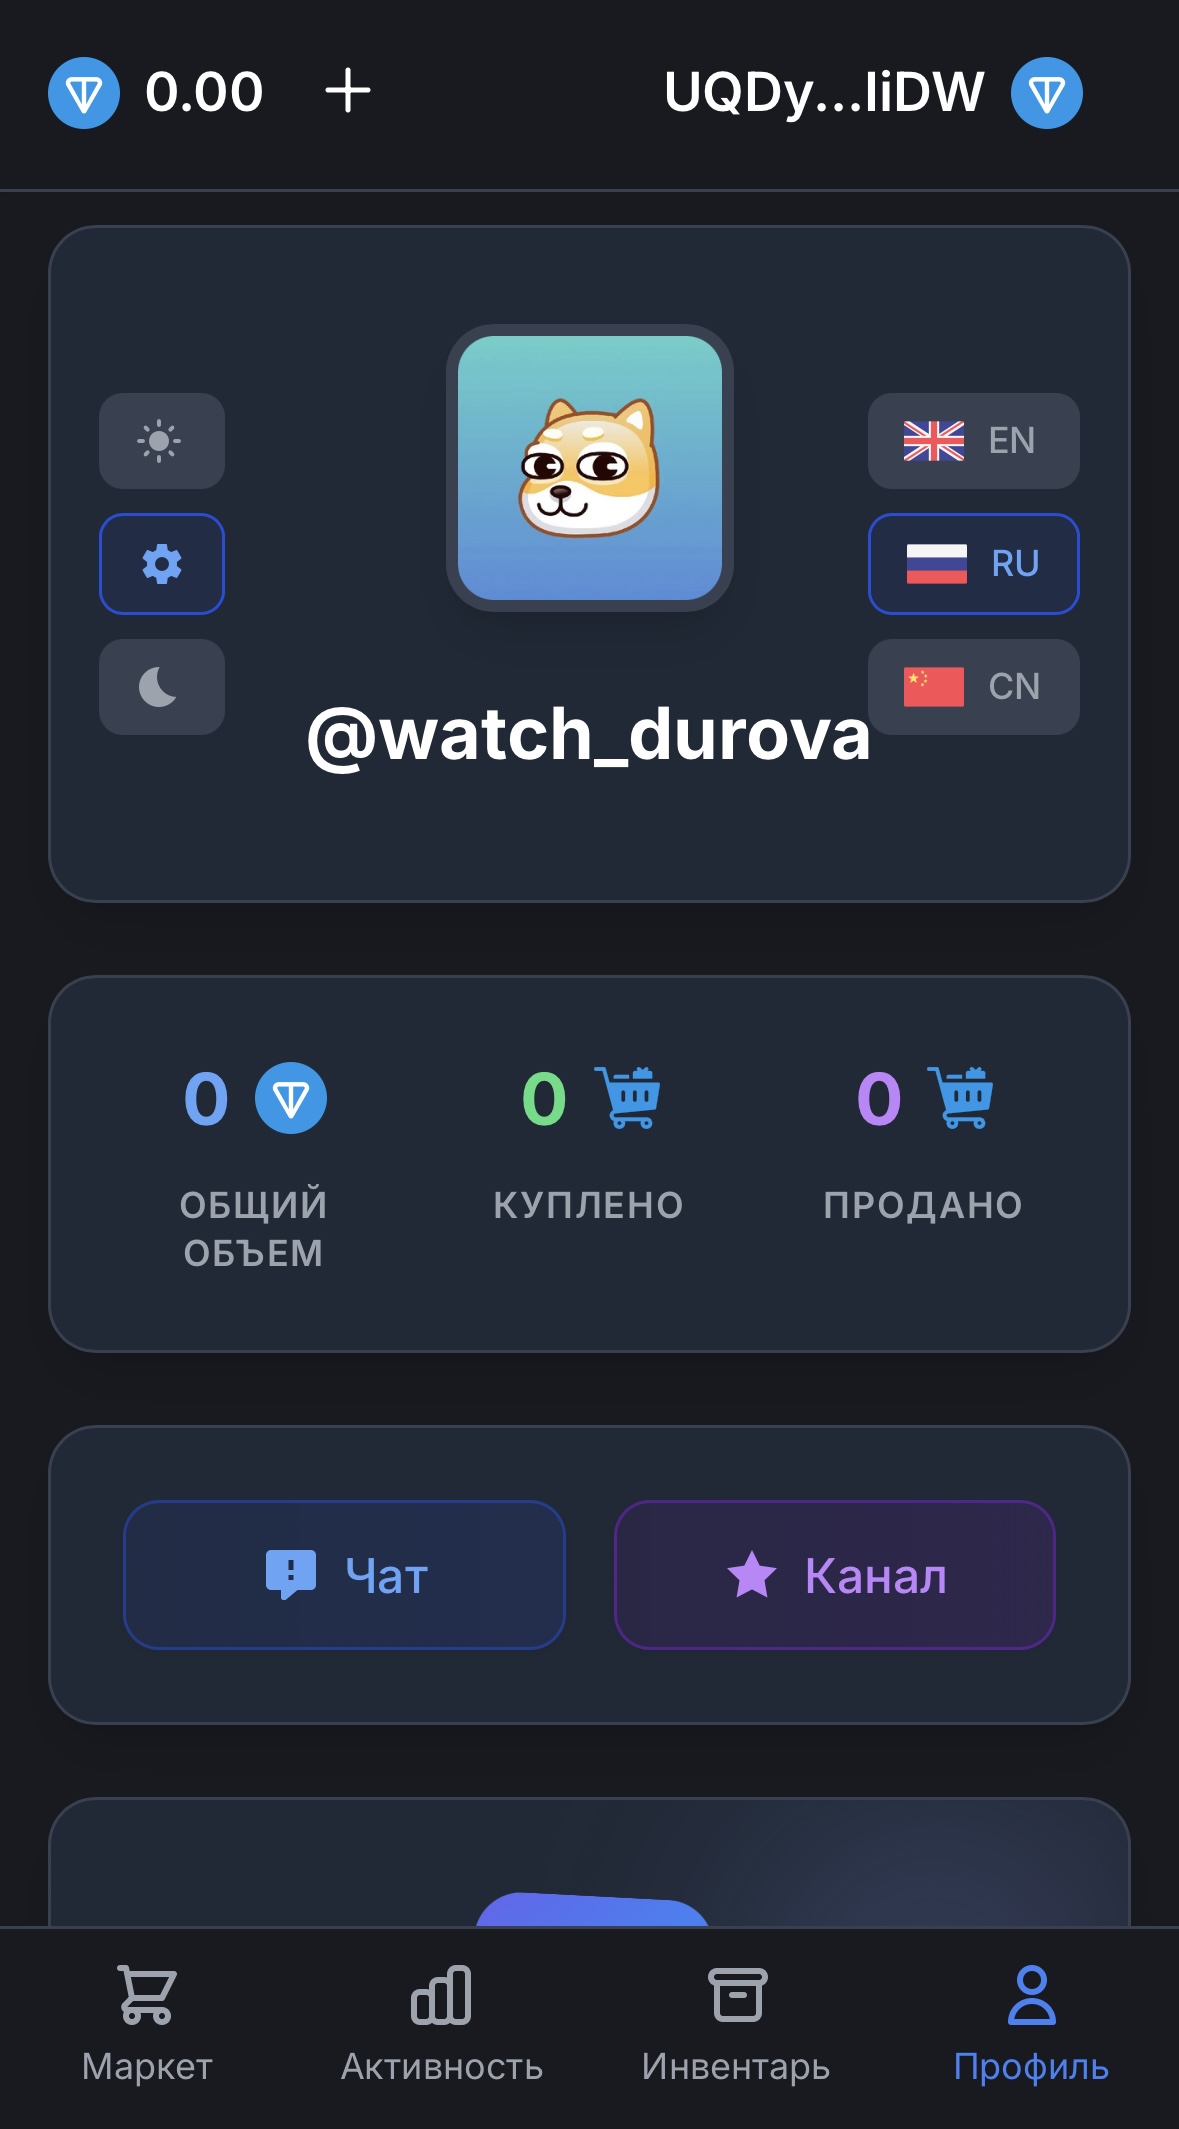 0.00
UQDy...IiDW
EN
RU
CN
@watch_durova
0
0
0
ОБЩИЙ
ОБЪЕМ
КУПЛЕНО
ПРОДАНО
Чат
Канал
Маркет
Активность
Инвентарь
Профиль